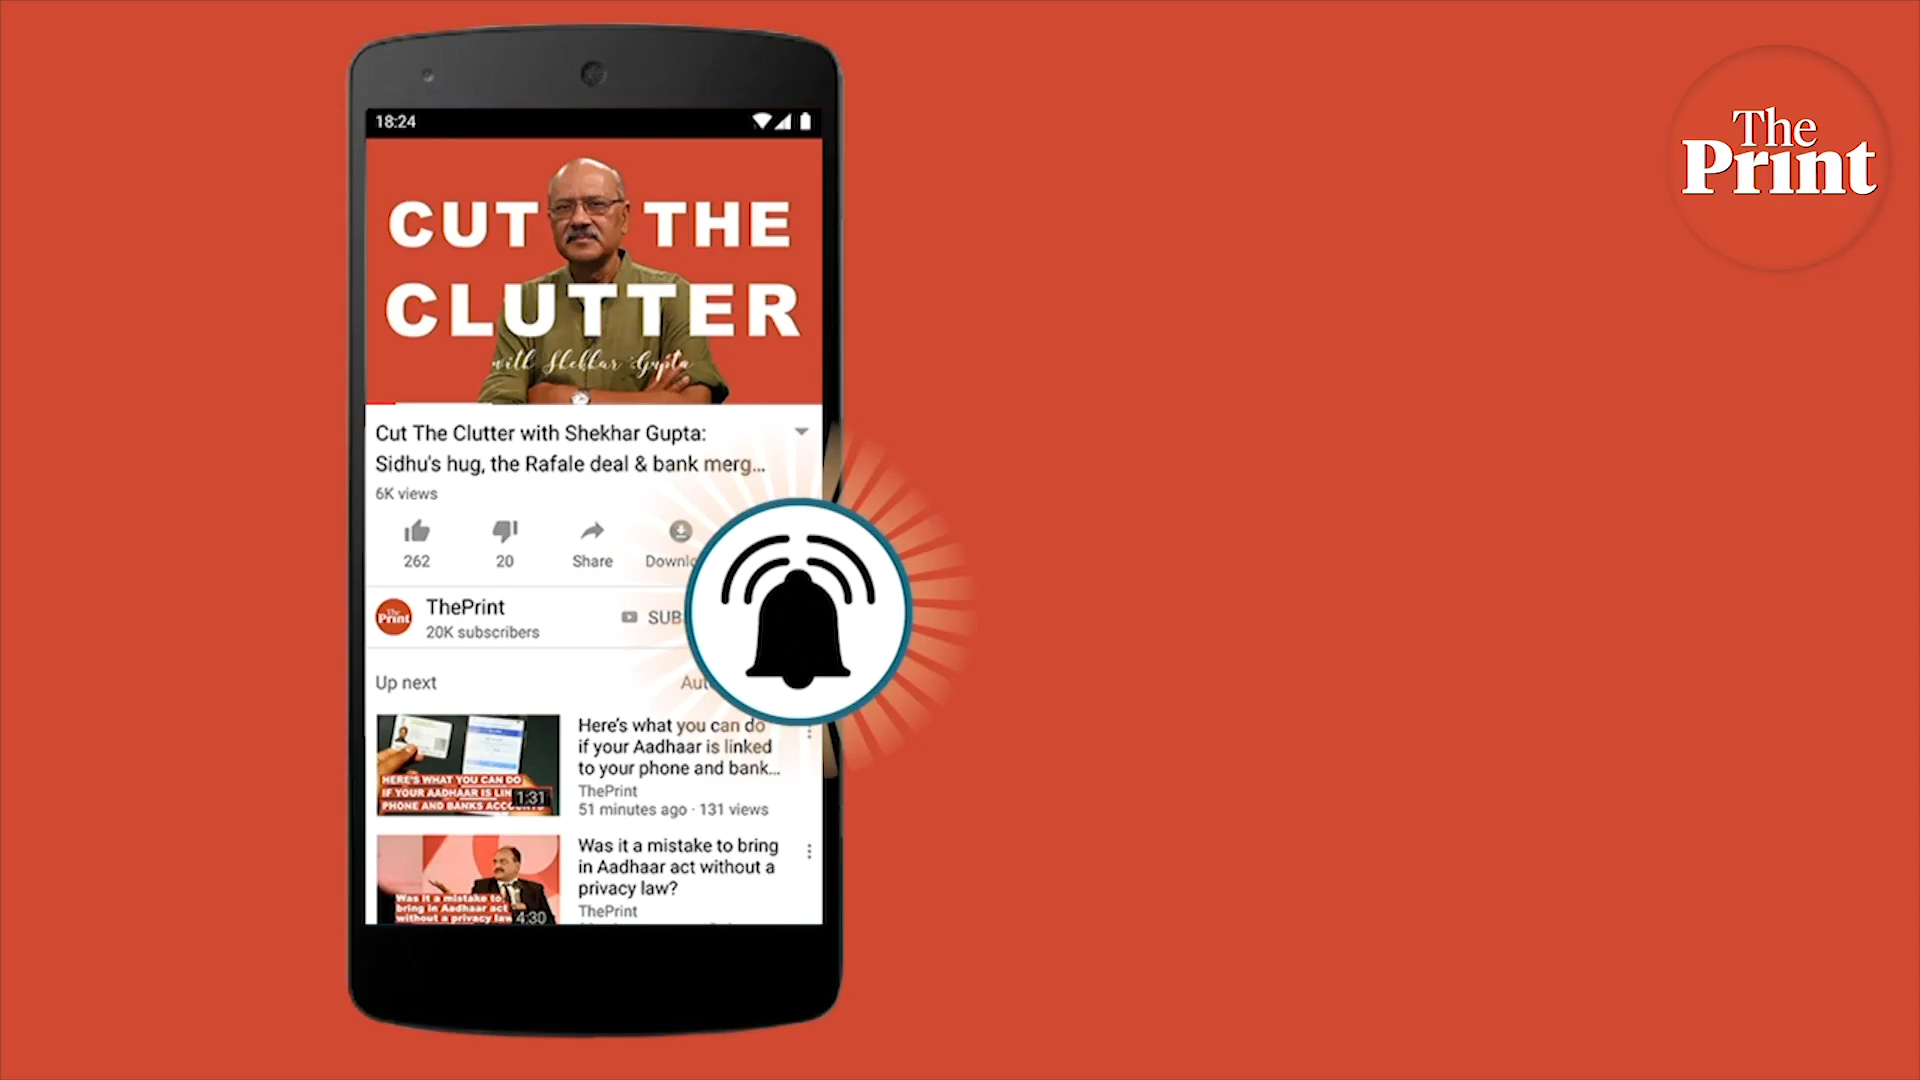 The
Print
18:24
CUT THE
CLUTTER
with Shekhar Gupta
Cut The Clutter with Shekhar Gupta:
Sidhu's hug, the Rafale deal & bank merg...
6K views
262
20
Share
Downlo
ThePrint
20K subscribers
The
Print
SUB
Up next
Aut
HERE'S WHAT YOU CAN DO
IF YOUR AADHAAR IS LIN
PHONE AND BANKS ACCOUNTS
1:31
Here's what you can do
if your Aadhaar is linked
to your phone and bank...
ThePrint
51 minutes ago · 131 views
Was it a mistake to
bring in Aadhaar act
without a privacy law
4:30
Was it a mistake to bring
in Aadhaar act without a
privacy law?
ThePrint